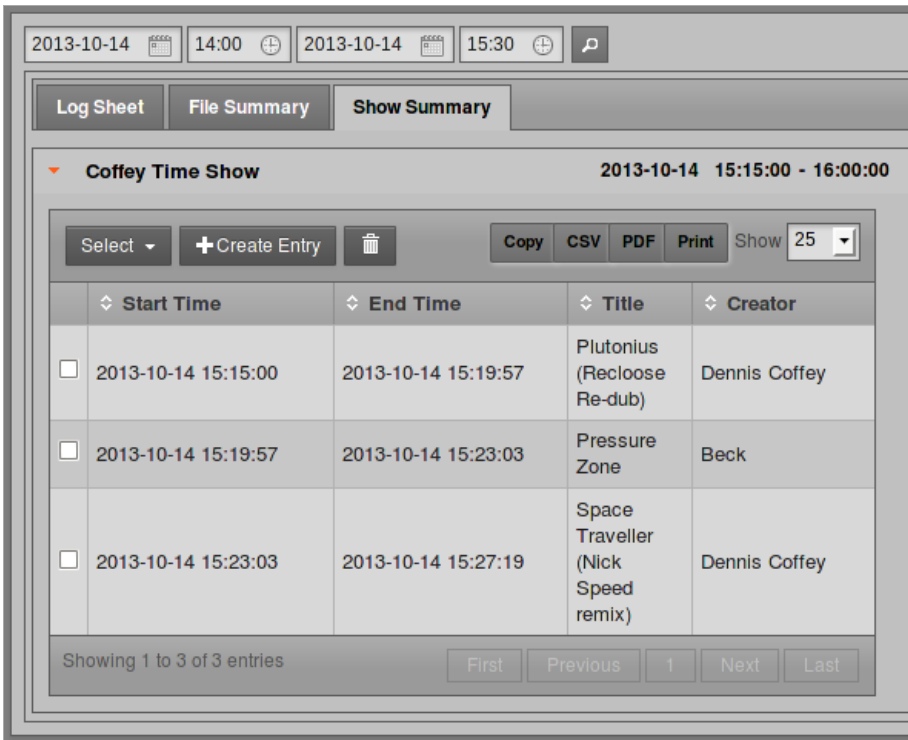 2013-10-14 14:00 2013-10-14 15:30
Log Sheet File Summary Show Summary
Coffey Time Show 2013-10-14 15:15:00 - 16:00:00
Select Create Entry Copy CSV PDF Print Show 25
Start Time End Time Title Creator
2013-10-14 15:15:00 2013-10-14 15:19:57 Plutonius
(Recloose
Re-dub) Dennis Coffey
2013-10-14 15:19:57 2013-10-14 15:23:03 Pressure
Zone Beck
2013-10-14 15:23:03 2013-10-14 15:27:19 Space
Traveller
(Nick
Speed
remix) Dennis Coffey
Showing 1 to 3 of 3 entries First Previous 1 Next Last